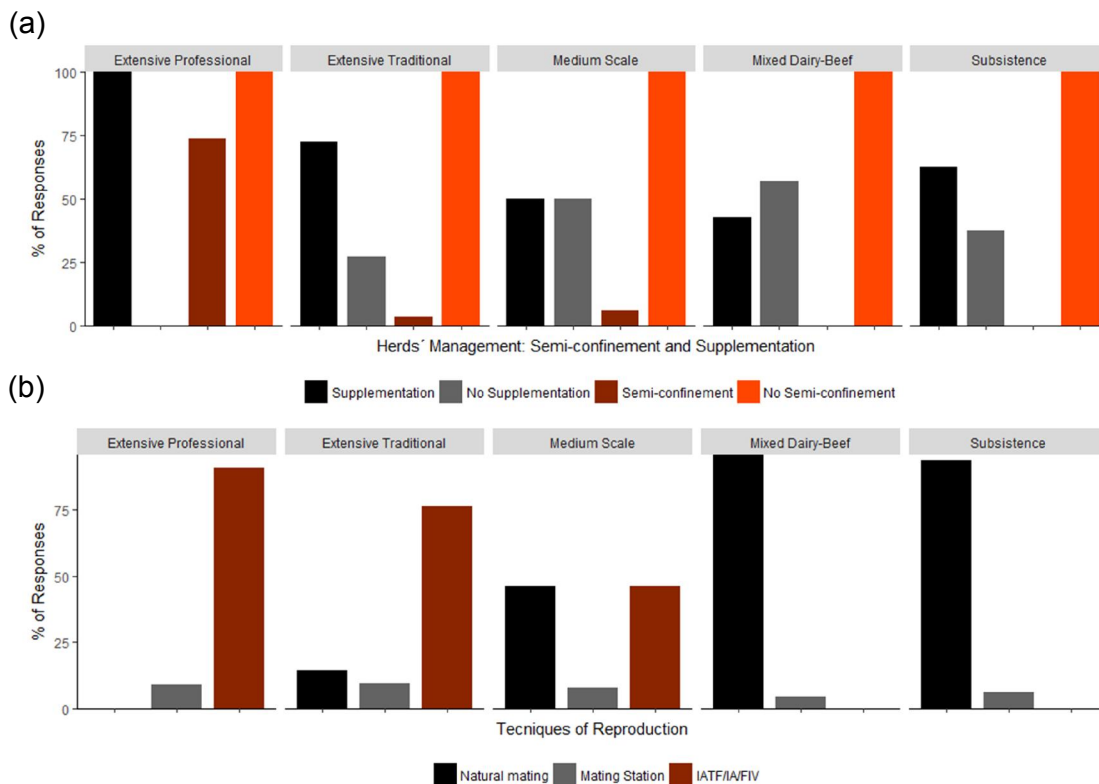 (a)
Extensive Professional Extensive Traditional Medium Scale Mixed Dairy-Beef Subsistence
100
75
50
25
0
% of Responses
Herds´ Management: Semi-confinement and Supplementation
Supplementation No Supplementation Semi-confinement No Semi-confinement
(b)
Extensive Professional Extensive Traditional Medium Scale Mixed Dairy-Beef Subsistence
75
50
25
0
% of Responses
Tecniques of Reproduction
Natural mating Mating Station IATF/IA/FIV